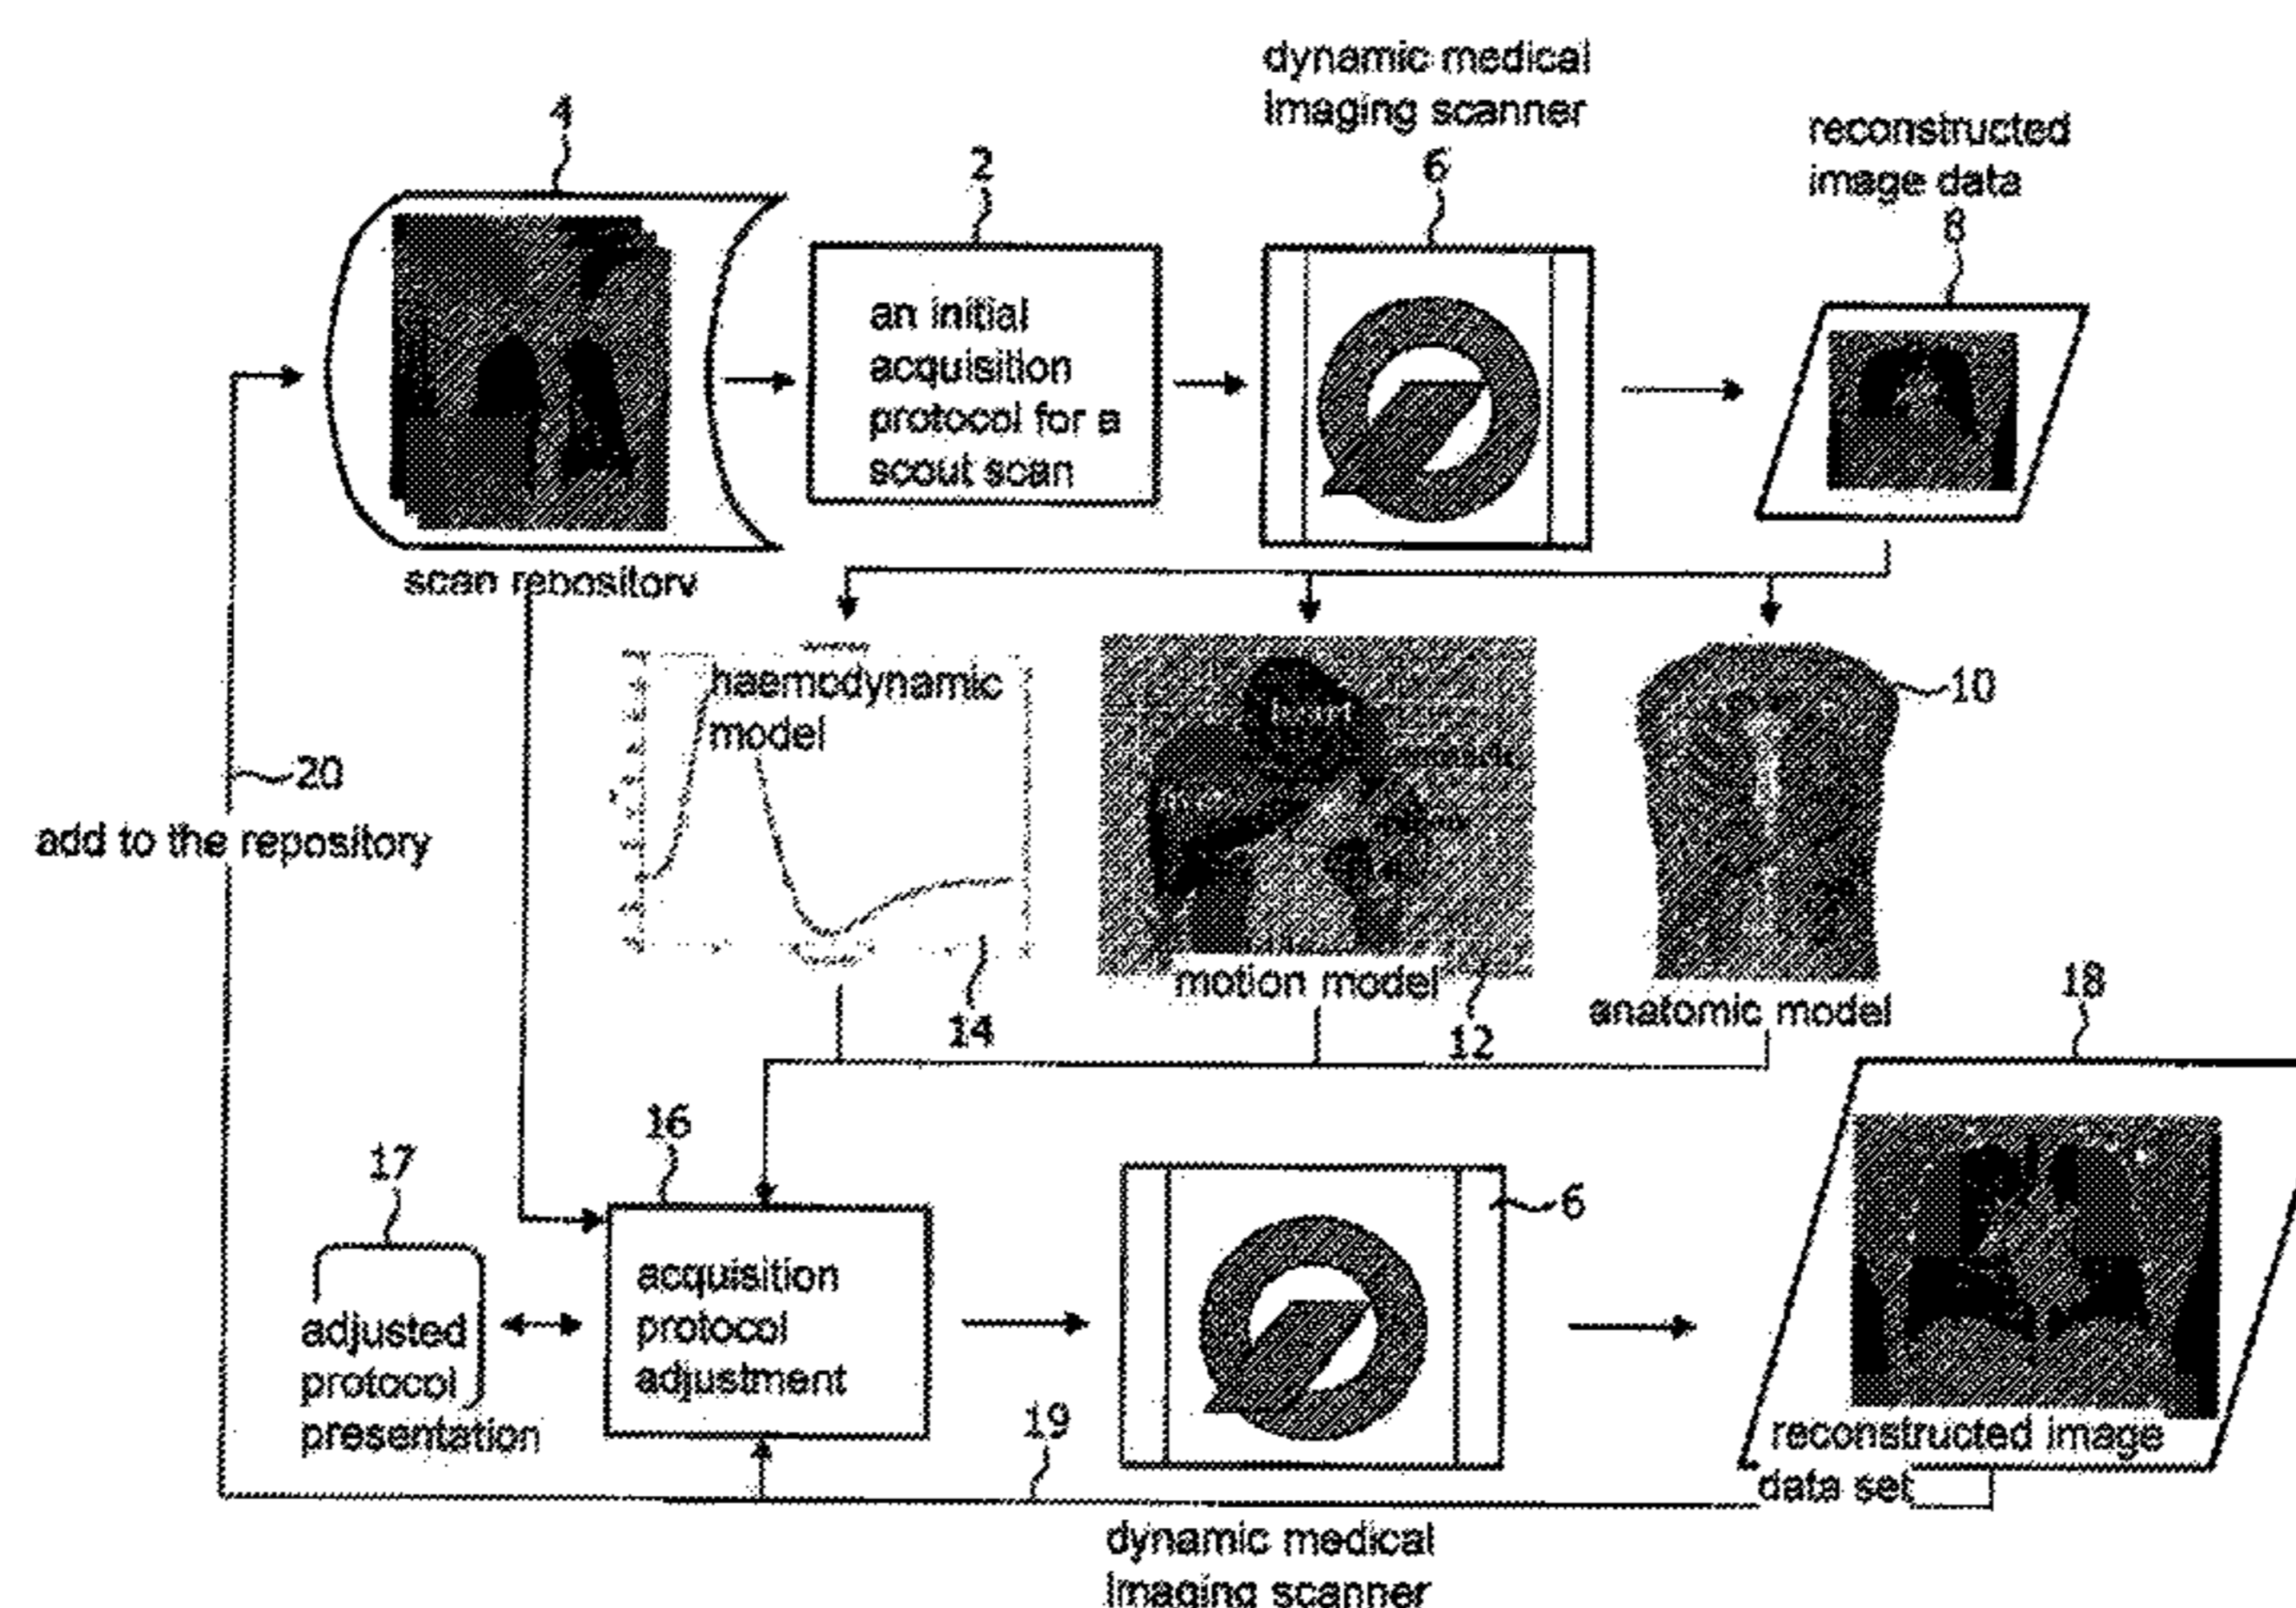 dynamic medical
Imaging scanner
4
2
6
reconstructed
image data
8
an initial
acquisition
protocol for a
scout scan
scan repository
haemodynamic
model
heart
10
20
add to the repository
14
motion model
12
anatomic model
18
16
17
6
adjusted
protocol
presentation
acquisition
protocol
adjustment
19
reconstructed image
data set
dynamic medical
Imaging scanner